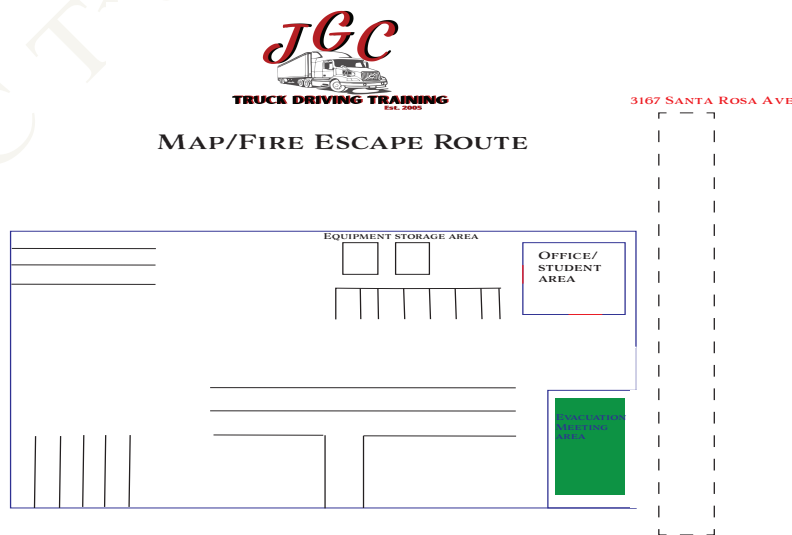 JGC
TRUCK DRIVING TRAINING
Est. 2005
3167 Santa Rosa Ave
Map/Fire Escape Route
Equipment storage area
Office/
student
area
Evacuation
Meeting
area